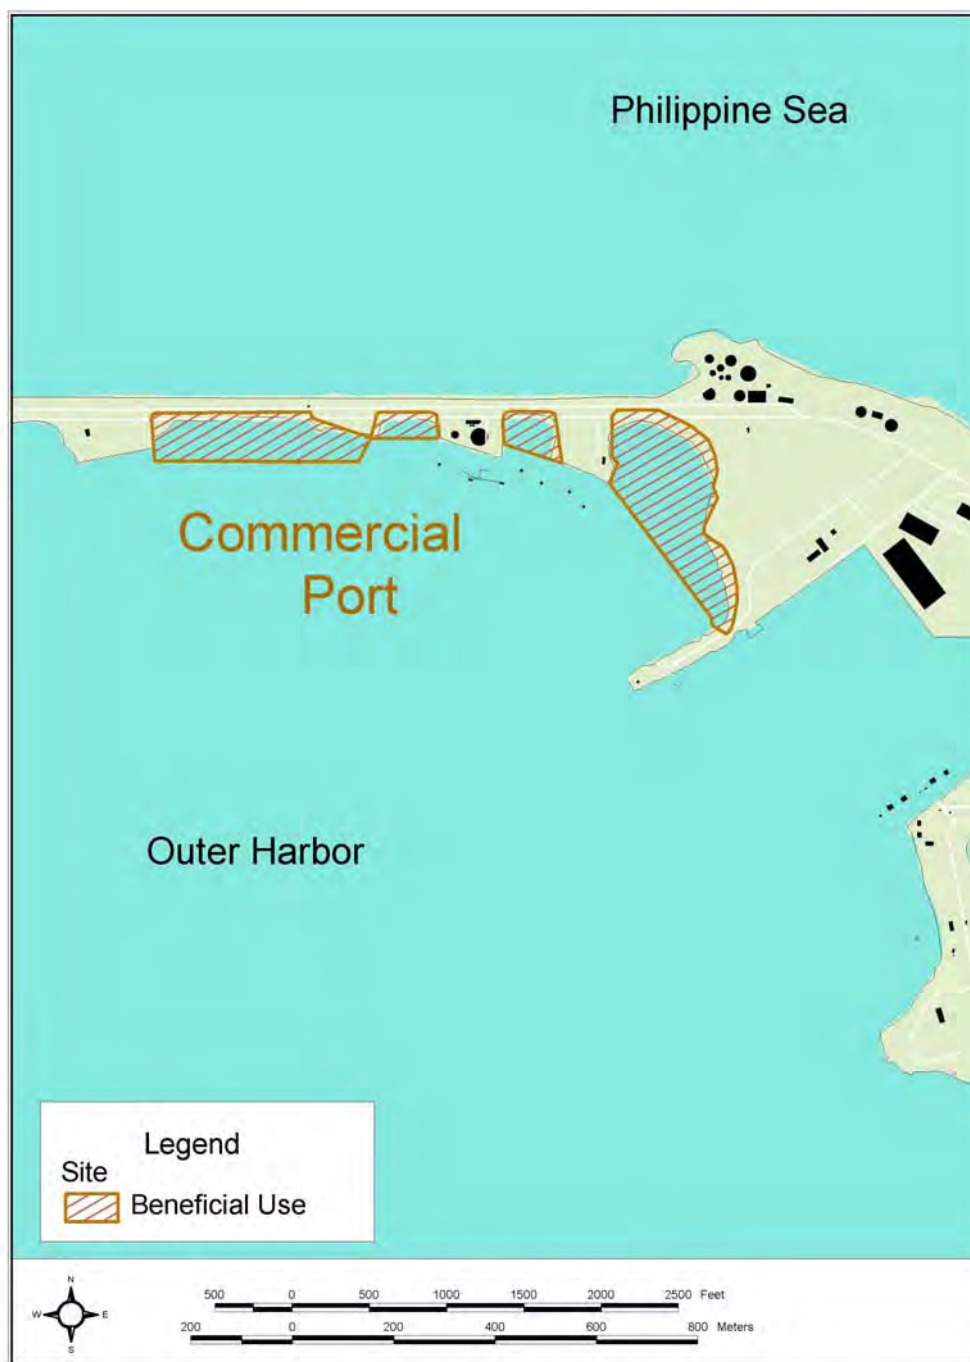 Philippine Sea
Commercial
Port
Outer Harbor
Legend
Site
Beneficial Use
N
W E
S
500 0 500 1000 1500 2000 2500 Feet
200 0 200 400 600 800 Meters